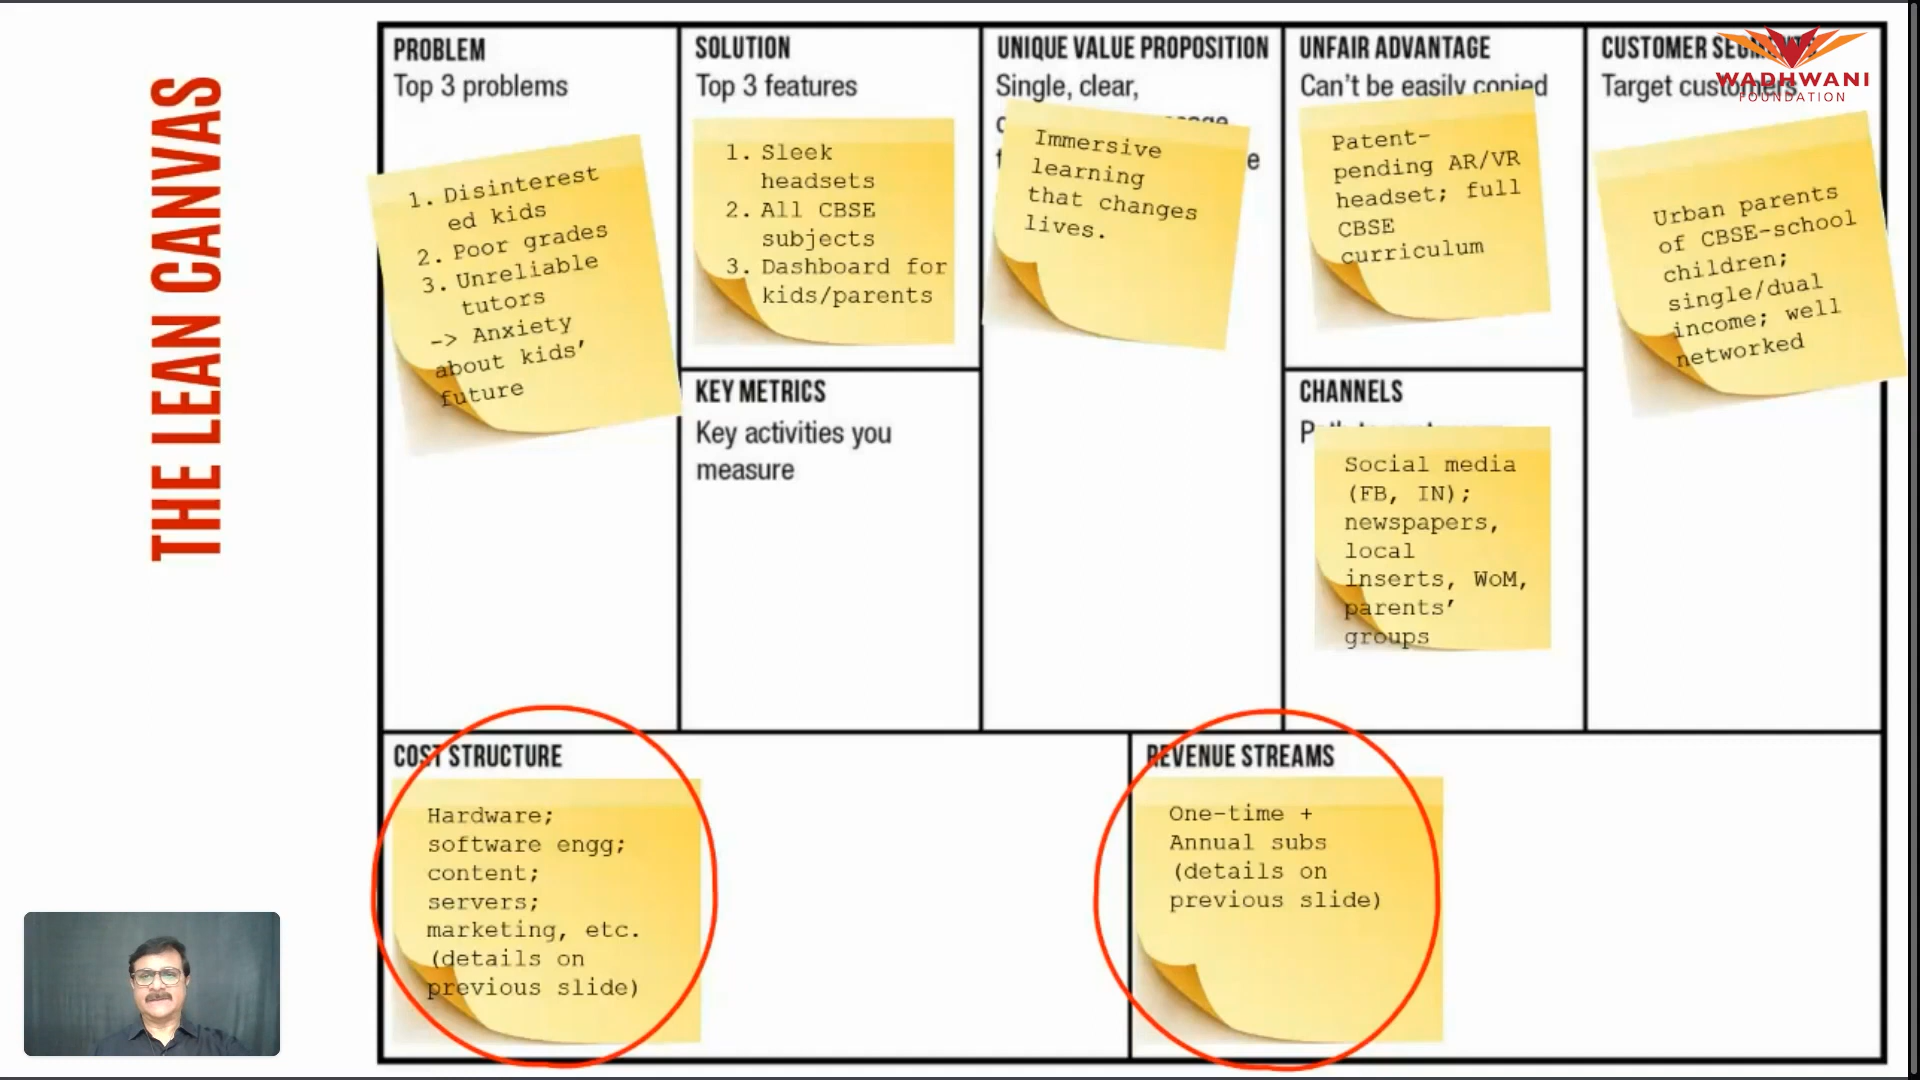 THE LEAN CANVAS
PROBLEM
Top 3 problems
1. Disinterest
ed kids
2. Poor grades
3. Unreliable
tutors
-> Anxiety
about kids’
future
SOLUTION
Top 3 features
1. Sleek
headsets
2. All CBSE
subjects
3. Dashboard for
kids/parents
KEY METRICS
Key activities you
measure
UNIQUE VALUE PROPOSITION
Single, clear,
Immersive
learning
that changes
lives.
UNFAIR ADVANTAGE
Can’t be easily copied
Patent-
pending AR/VR
headset; full
CBSE
curriculum
CHANNELS
Social media
(FB, IN);
newspapers,
local
inserts, WoM,
parents’
groups
CUSTOMER
Target customers
WADHWANI
FOUNDATION
Urban parents
of CBSE-school
children;
single/dual
income; well
networked
COST STRUCTURE
Hardware;
software engg;
content;
servers;
marketing, etc.
(details on
previous slide)
REVENUE STREAMS
One-time +
Annual subs
(details on
previous slide)